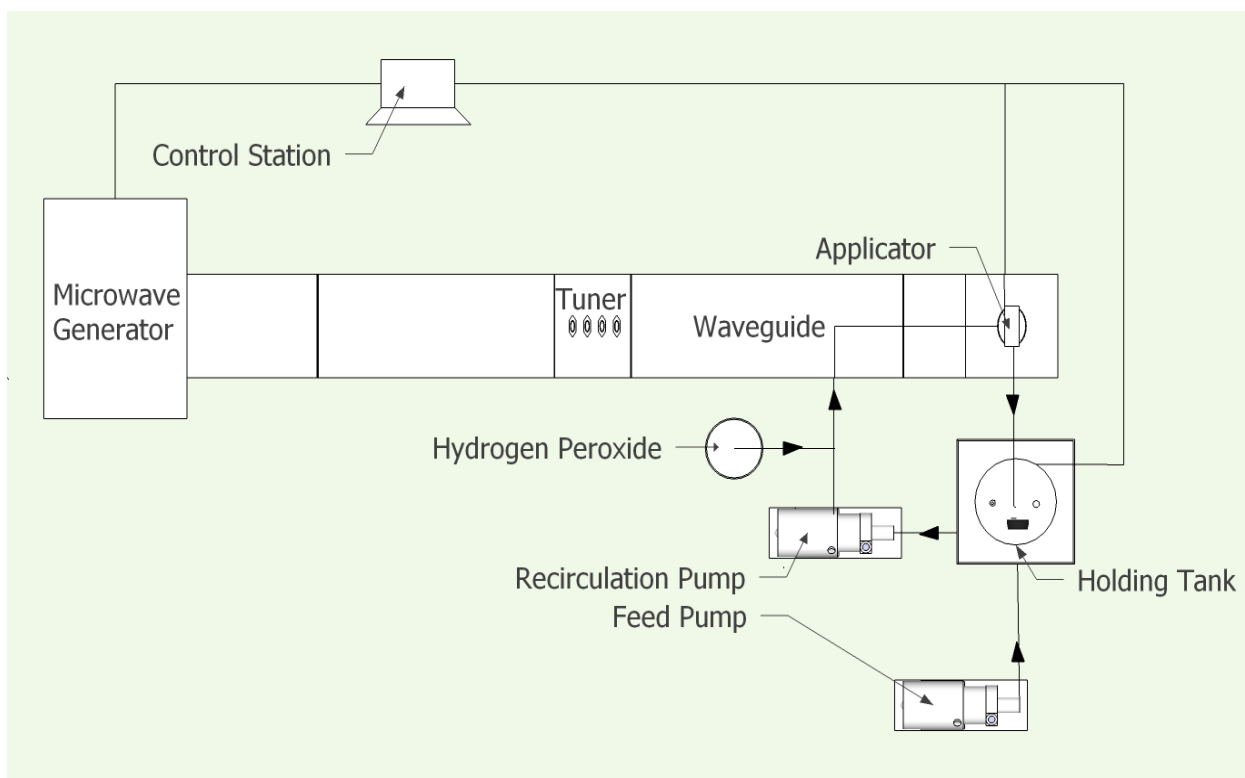 Control Station
Applicator
Microwave
Generator
Tuner
Waveguide
Hydrogen Peroxide
Recirculation Pump
Holding Tank
Feed Pump